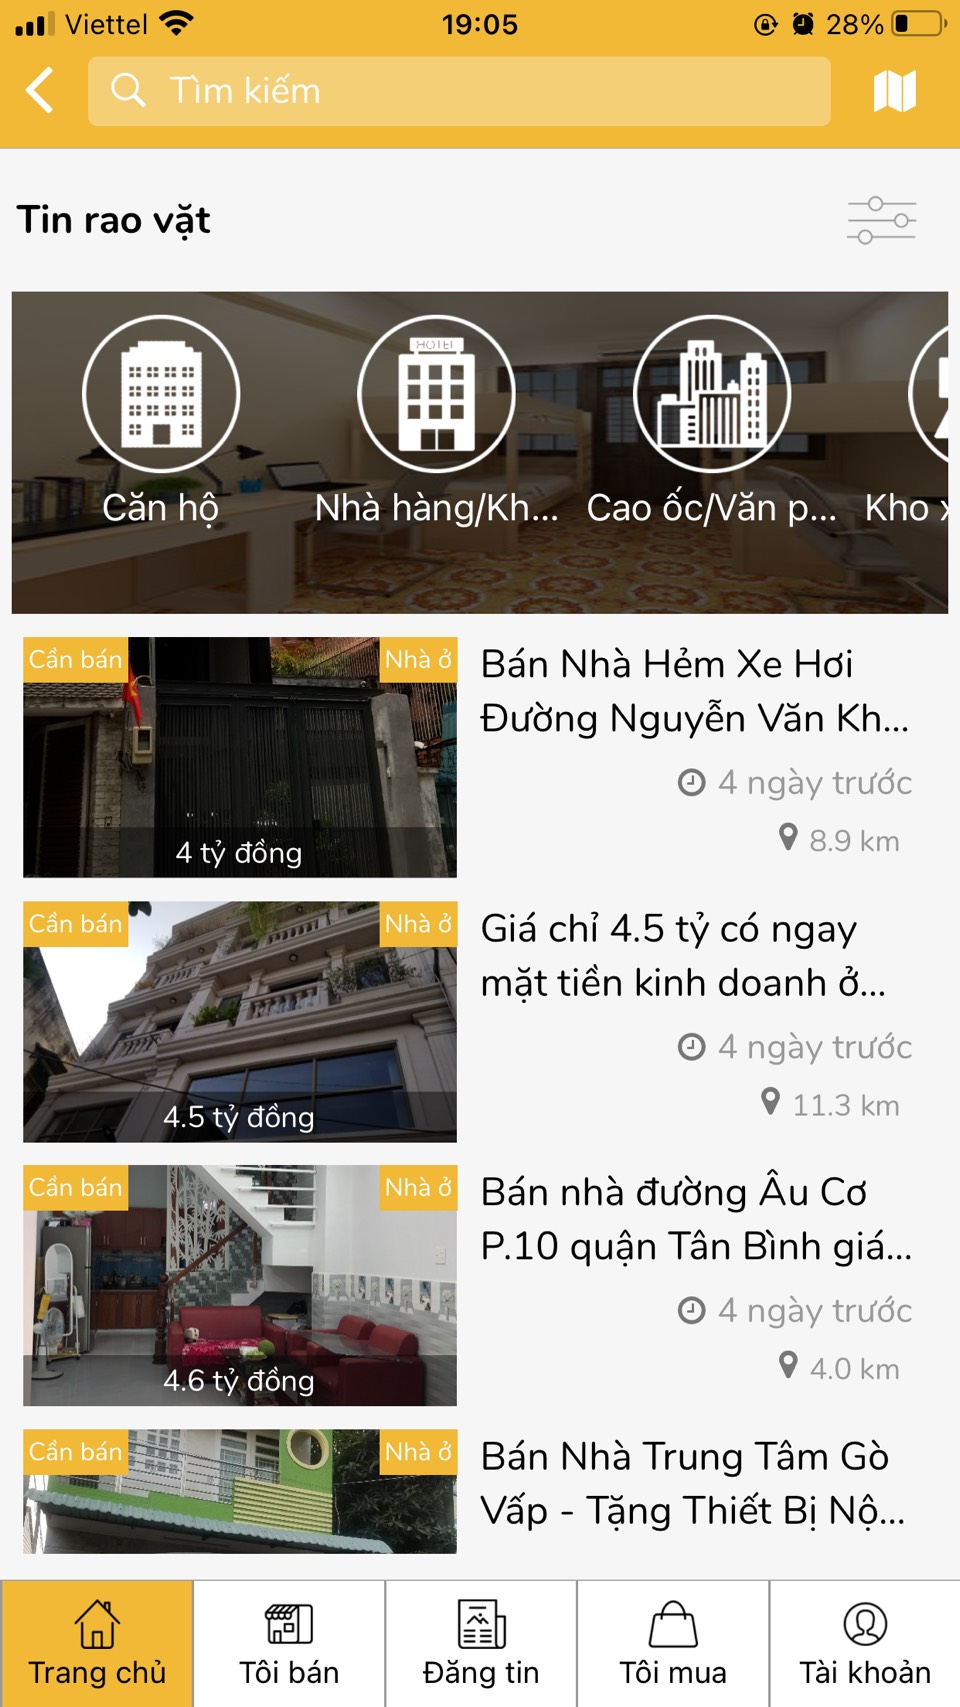 Viettel 19:05 28%
Tìm kiếm
Tin rao vặt
HOTEL
Căn hộ Nhà hàng/Kh... Cao ốc/Văn p... Kho x
Cần bán Nhà ở
4 tỷ đồng
Bán Nhà Hẻm Xe Hơi
Đường Nguyễn Văn Kh...
4 ngày trước
8.9 km
Cần bán Nhà ở
4.5 tỷ đồng
Giá chỉ 4.5 tỷ có ngay
mặt tiền kinh doanh ở...
4 ngày trước
11.3 km
Cần bán Nhà ở
4.6 tỷ đồng
Bán nhà đường Âu Cơ
P.10 quận Tân Bình giá...
4 ngày trước
4.0 km
Cần bán Nhà ở
Bán Nhà Trung Tâm Gò
Vấp - Tặng Thiết Bị Nộ...
Trang chủ Tôi bán Đăng tin Tôi mua Tài khoản